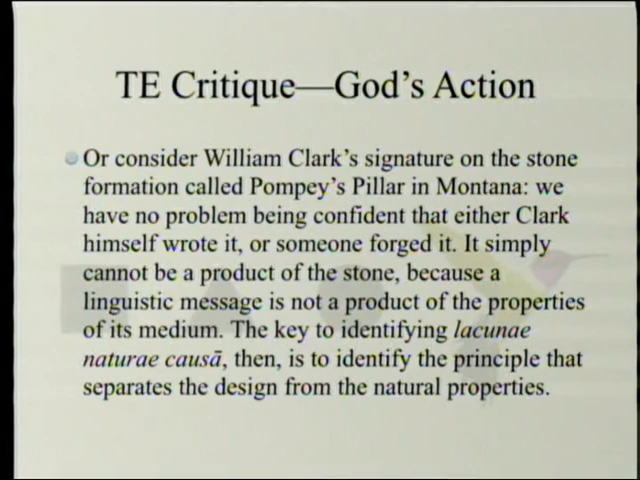 TE Critique—God's Action
Or consider William Clark's signature on the stone
formation called Pompey's Pillar in Montana: we
have no problem being confident that either Clark
himself wrote it, or someone forged it. It simply
cannot be a product of the stone, because a
linguistic message is not a product of the properties
of its medium. The key to identifying lacunae
naturae causā, then, is to identify the principle that
separates the design from the natural properties.